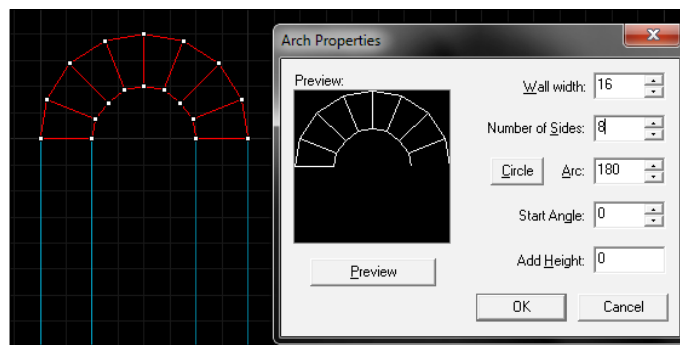 Arch Properties
Preview:
Wall width: 16
Number of Sides: 8
Circle Arc: 180
Start Angle: 0
Preview
Add Height: 0
OK Cancel